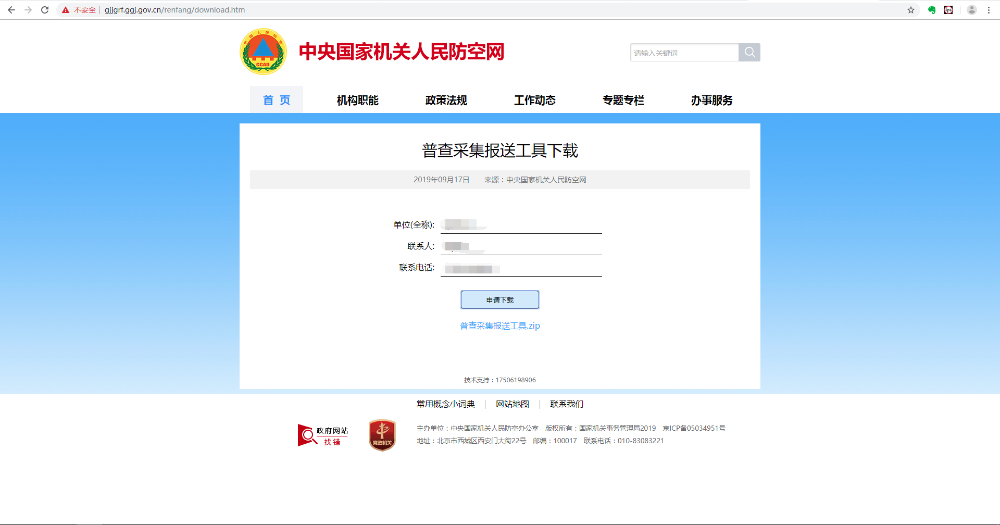 不安全 gjjgrf.ggj.gov.cn/renfang/download.htm
fps
中国人民防空
CCAD
中央国家机关人民防空网
请输入关键词
首 页 机构职能 政策法规 工作动态 专题专栏 办事服务
普查采集报送工具下载
2019年09月17日 来源：中央国家机关人民防空网
单位(全称):
联系人:
联系电话:
申请下载
普查采集报送工具.zip
技术支持：17506198906
常用概念小词典 | 网站地图 | 联系我们
政府网站
找错
党政机关
主办单位：中央国家机关人民防空办公室 版权所有：国家机关事务管理局2019 京ICP备05034951号
地址：北京市西城区西安门大街22号 邮编：100017 联系电话：010-83083221